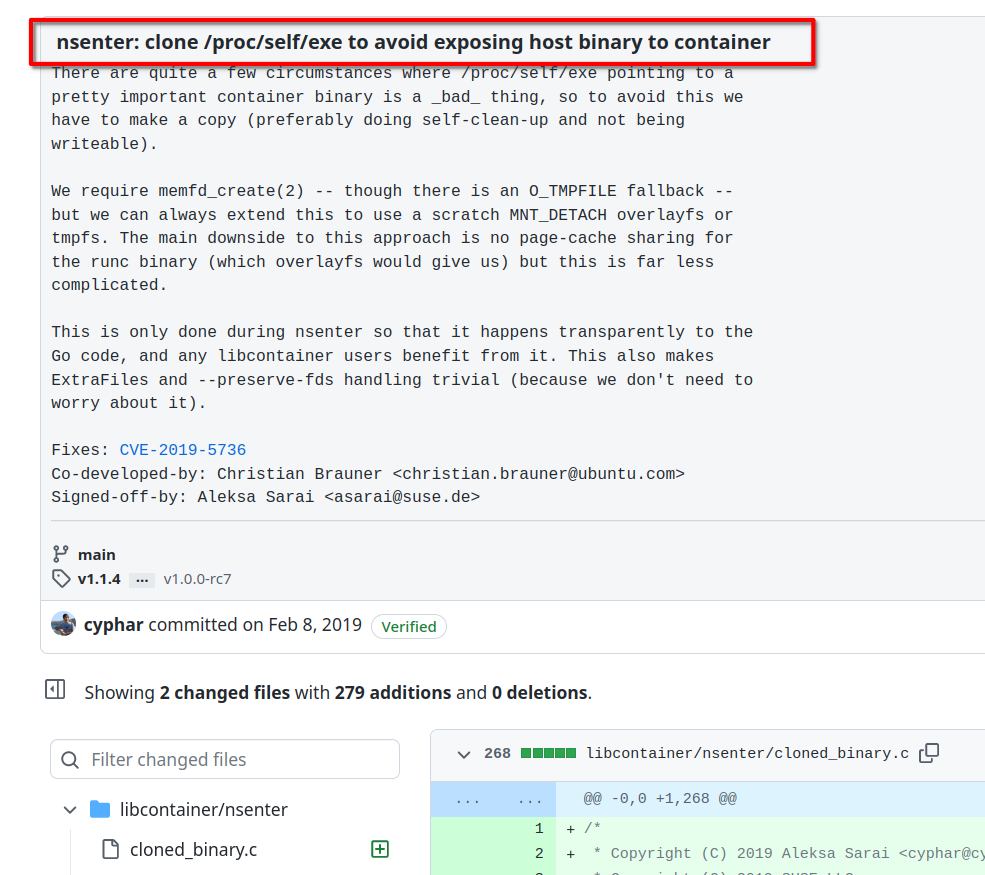 nsenter: clone /proc/self/exe to avoid exposing host binary to container
There are quite a few circumstances where /proc/self/exe pointing to a
pretty important container binary is a _bad_ thing, so to avoid this we
have to make a copy (preferably doing self-clean-up and not being
writeable).
We require memfd_create(2) -- though there is an O_TMPFILE fallback --
but we can always extend this to use a scratch MNT_DETACH overlayfs or
tmpfs. The main downside to this approach is no page-cache sharing for
the runc binary (which overlayfs would give us) but this is far less
complicated.
This is only done during nsenter so that it happens transparently to the
Go code, and any libcontainer users benefit from it. This also makes
ExtraFiles and --preserve-fds handling trivial (because we don't need to
worry about it).
Fixes: CVE-2019-5736
Co-developed-by: Christian Brauner <christian.brauner@ubuntu.com>
Signed-off-by: Aleksa Sarai <asarai@suse.de>
main
v1.1.4 ... v1.0.0-rc7
cyphar committed on Feb 8, 2019 Verified
Showing 2 changed files with 279 additions and 0 deletions.
Filter changed files
libcontainer/nsenter
cloned_binary.c
268 libcontainer/nsenter/cloned_binary.c
... ... @@ -0,0 +1,268 @@
1 + /*
2 + * Copyright (C) 2019 Aleksa Sarai <cyphar@cy